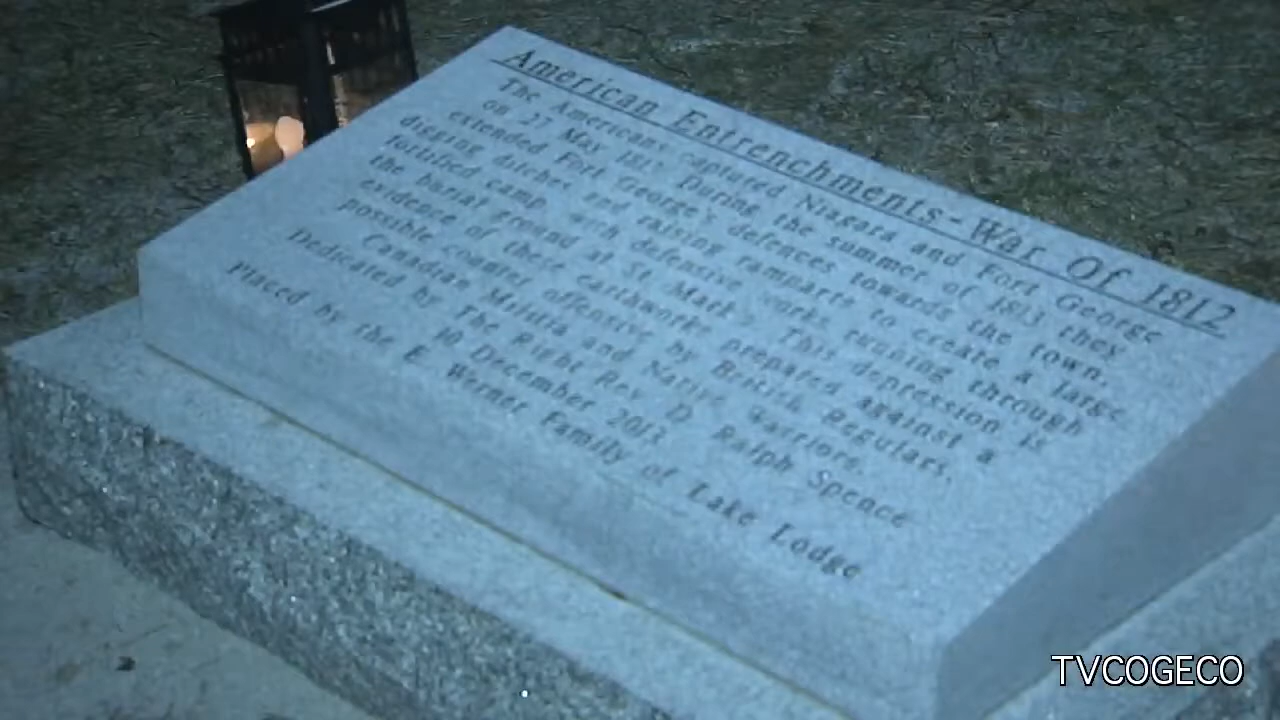 American Entrenchments-War Of 1812
The Americans captured Niagara and Fort George
on 27 May 1813. During the summer of 1813 they
extended Fort George's defences towards the town,
digging ditches and raising ramparts to create a large
fortified camp, with defensive work running through
the burial ground at St. Mark's. This depression is
evidence of these earthworks prepared against a
possible counter offensive by British Regulars,
Canadian Militia and Native Warriors.
Dedicated by The Right Rev. D. Ralph Spence
10 December 2013
Placed by the E. Werner Family of Lake Lodge
TVCOGECO